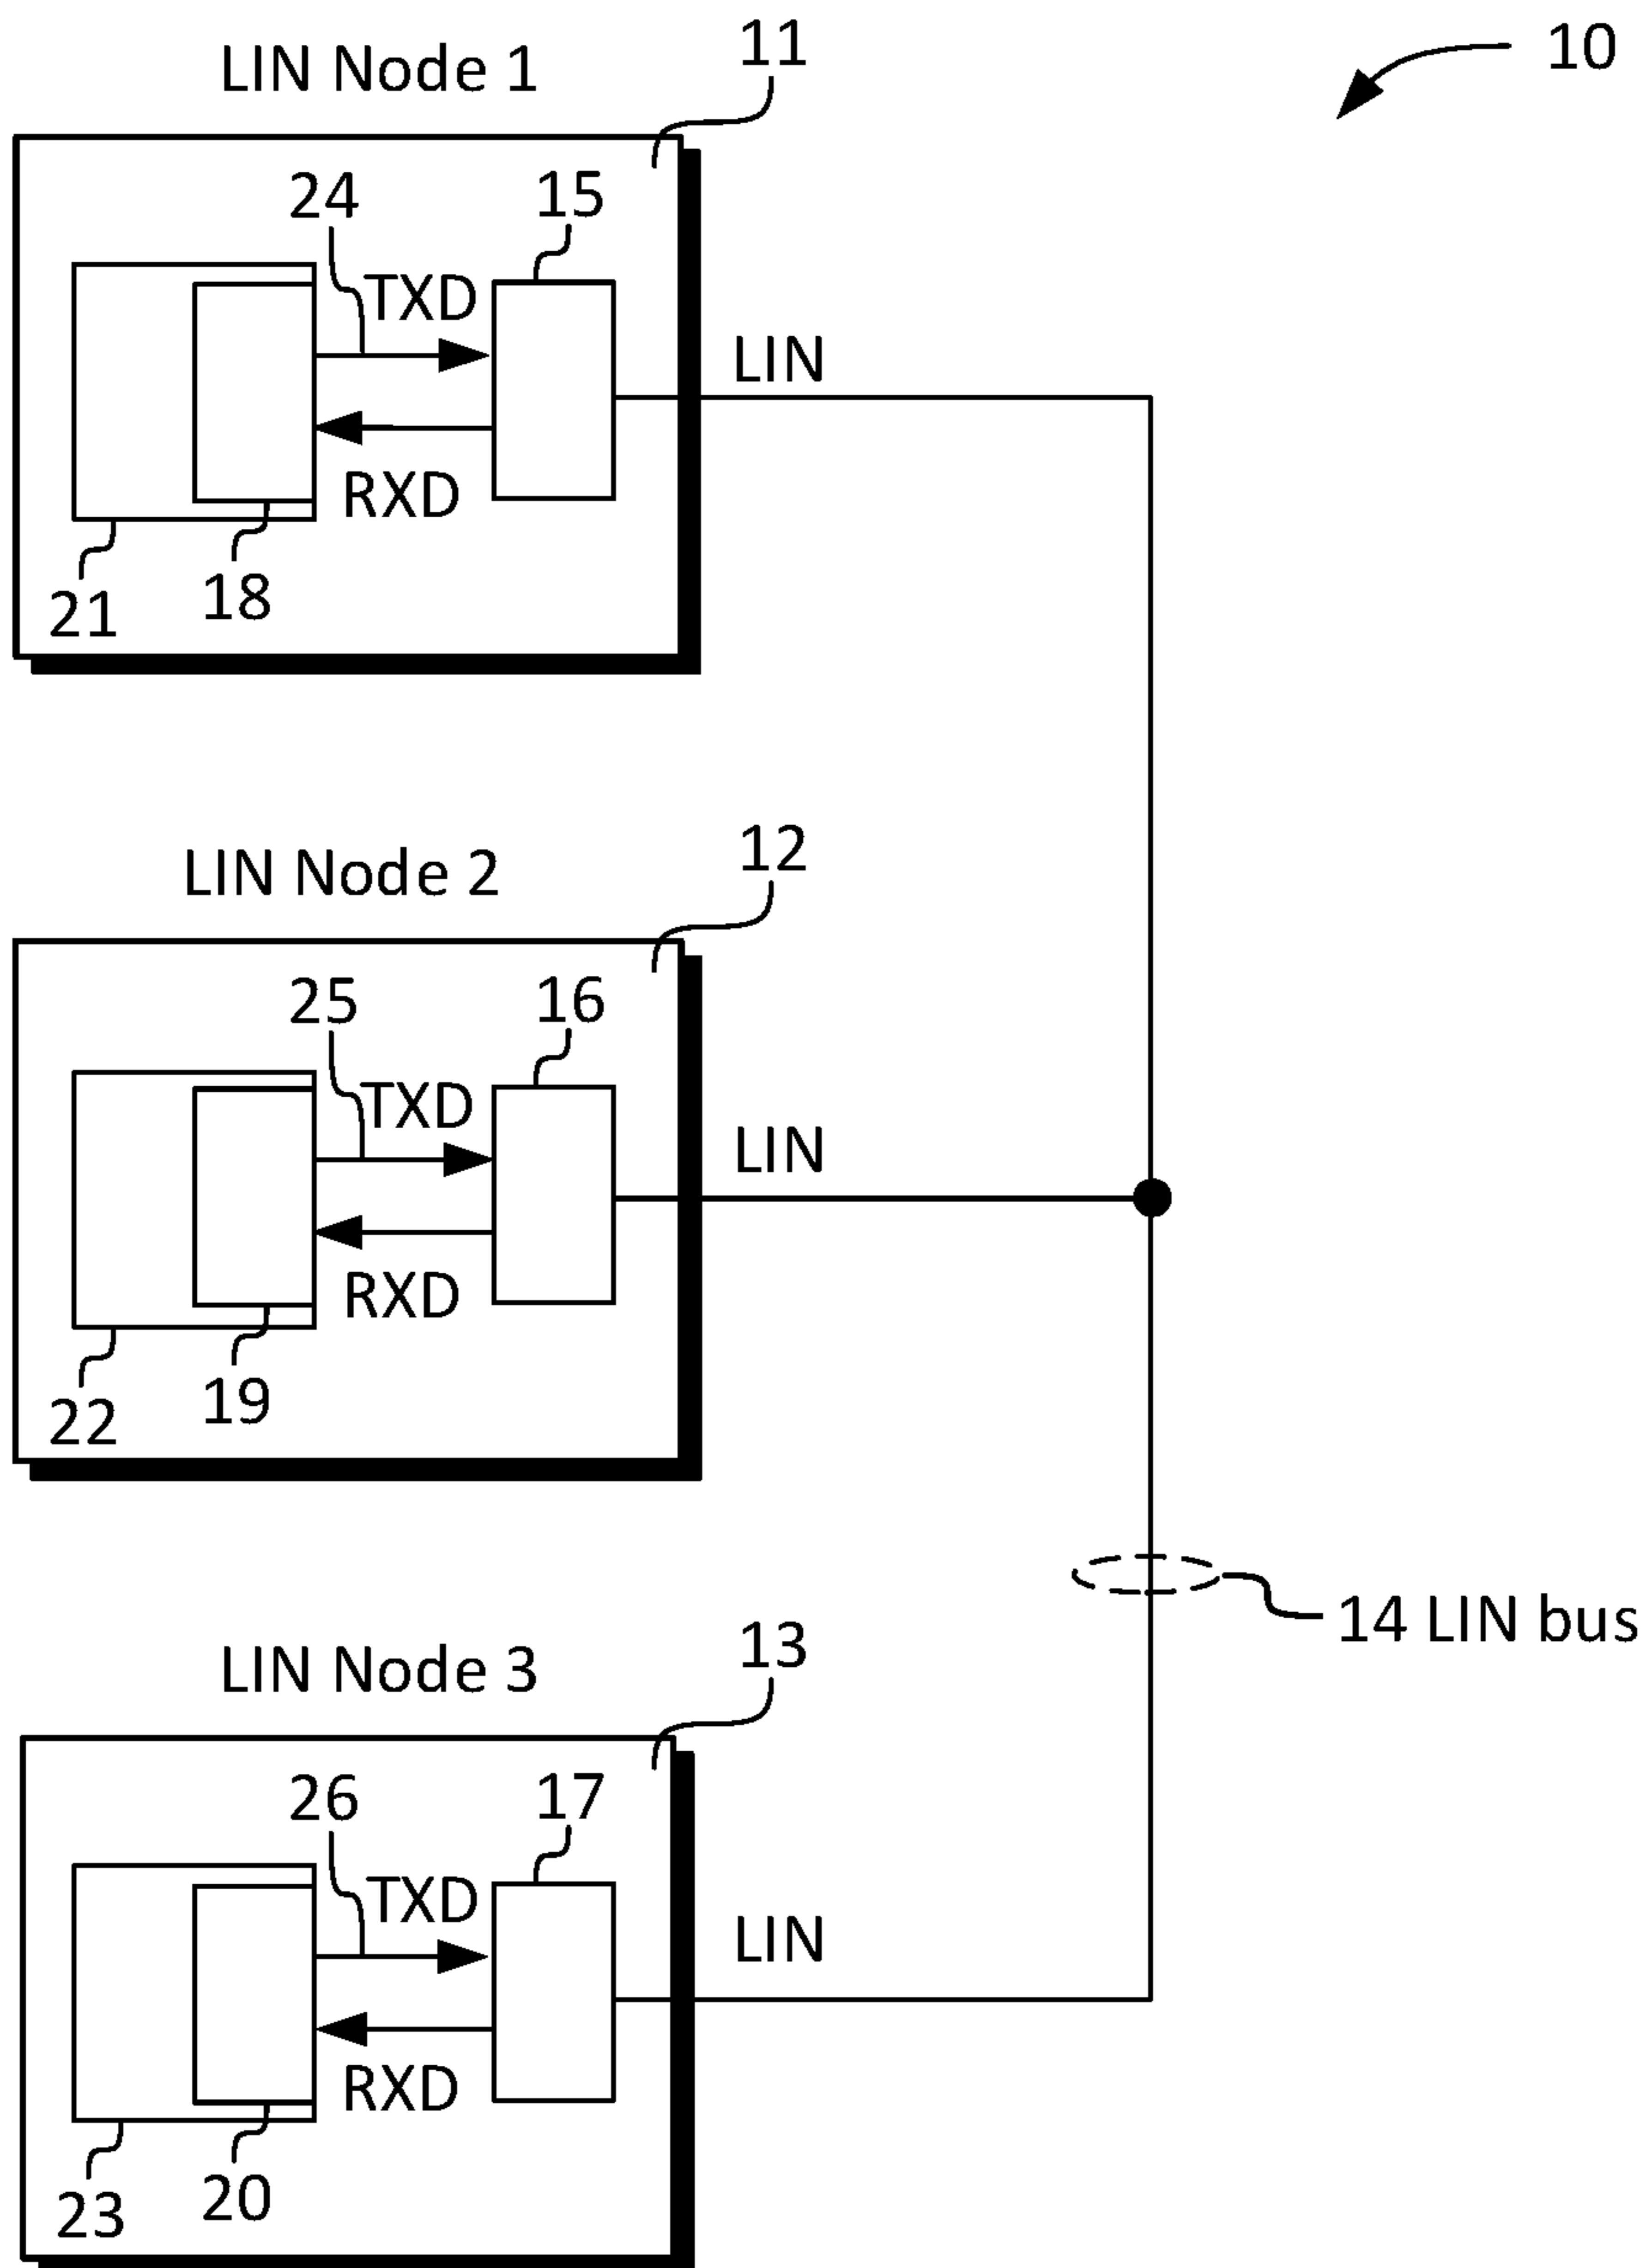 LIN Node 1
11
10
24
15
TXD
LIN
RXD
21
18
LIN Node 2
12
25
16
TXD
LIN
RXD
22
19
14 LIN bus
LIN Node 3
13
26
17
TXD
LIN
RXD
23
20